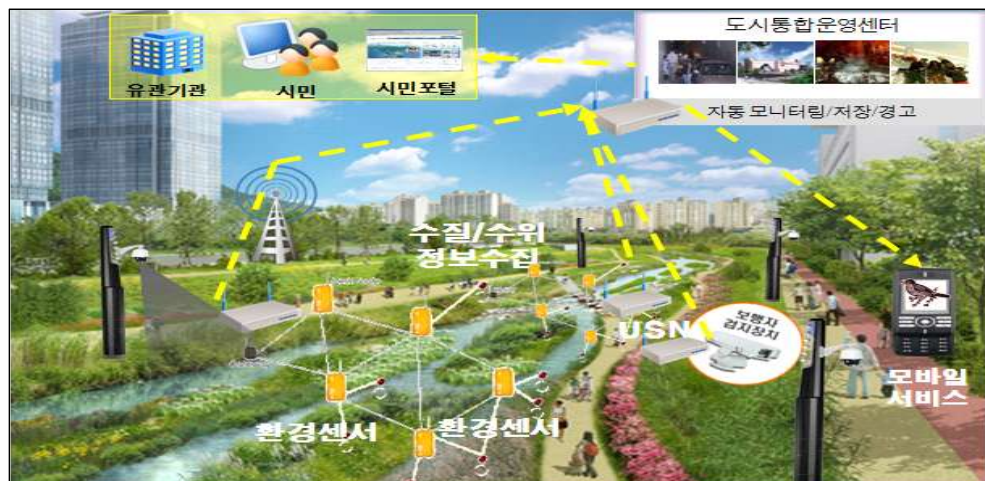 도시통합운영센터
유관기관
시민
시민포털
자동 모니터링/저장/경고
수질/수위
정보수집
USN
보행자
검지장치
모바일
서비스
환경센서
환경센서